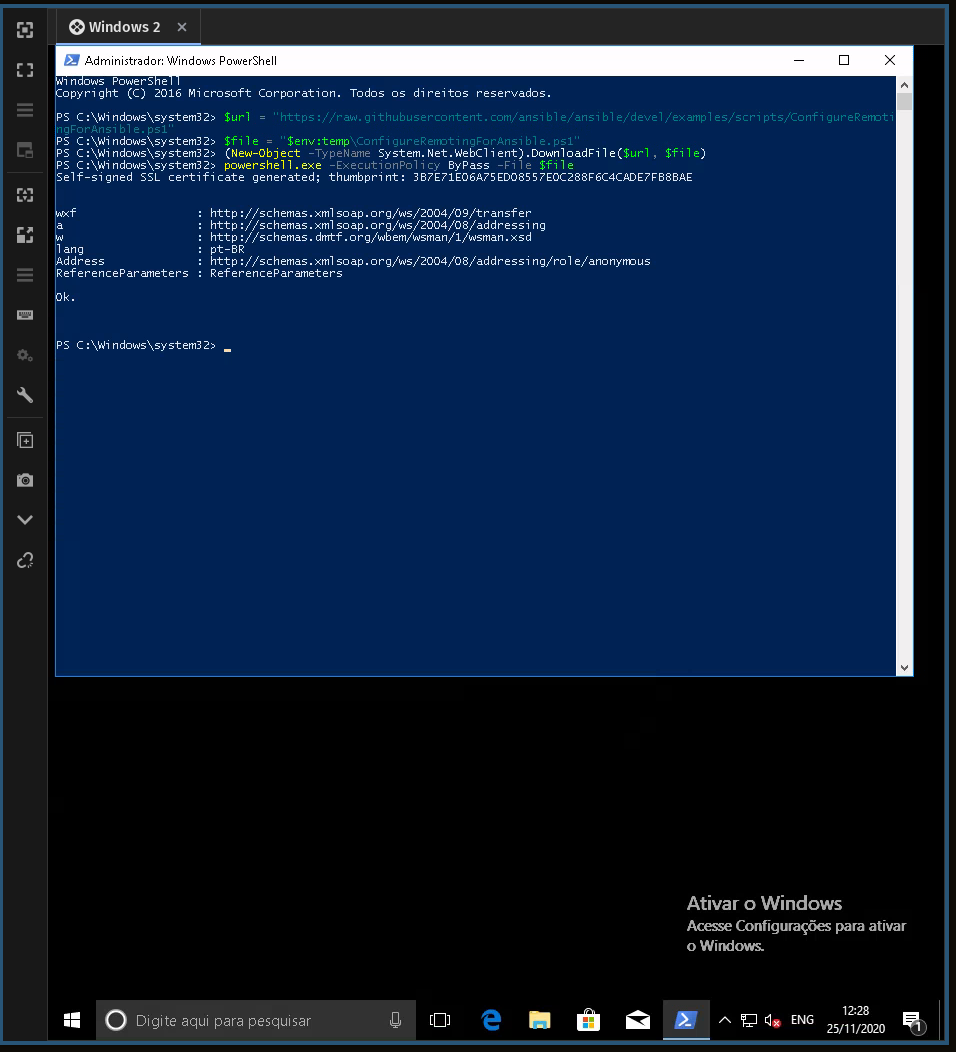 Windows 2
Administrador: Windows PowerShell
Windows PowerShell
Copyright (C) 2016 Microsoft Corporation. Todos os direitos reservados.
PS C:\Windows\system32> $url = "https://raw.githubusercontent.com/ansible/ansible/devel/examples/scripts/ConfigureRemoti
ngForAnsible.ps1"
PS C:\Windows\system32> $file = "$env:temp\ConfigureRemotingForAnsible.ps1"
PS C:\Windows\system32> (New-Object -TypeName System.Net.WebClient).DownloadFile($url, $file)
PS C:\Windows\system32> powershell.exe -ExecutionPolicy ByPass -File $file
Self-signed SSL certificate generated; thumbprint: 3B7E71E06A75ED08557E0C288F6C4CADE7FB8BAE
wxf : http://schemas.xmlsoap.org/ws/2004/09/transfer
a : http://schemas.xmlsoap.org/ws/2004/08/addressing
w : http://schemas.dmtf.org/wbem/wsman/1/wsman.xsd
lang : pt-BR
Address : http://schemas.xmlsoap.org/ws/2004/08/addressing/role/anonymous
ReferenceParameters : ReferenceParameters
Ok.
PS C:\Windows\system32>
Ativar o Windows
Acesse Configurações para ativar
o Windows.
Digite aqui para pesquisar
ENG
12:28
25/11/2020
1